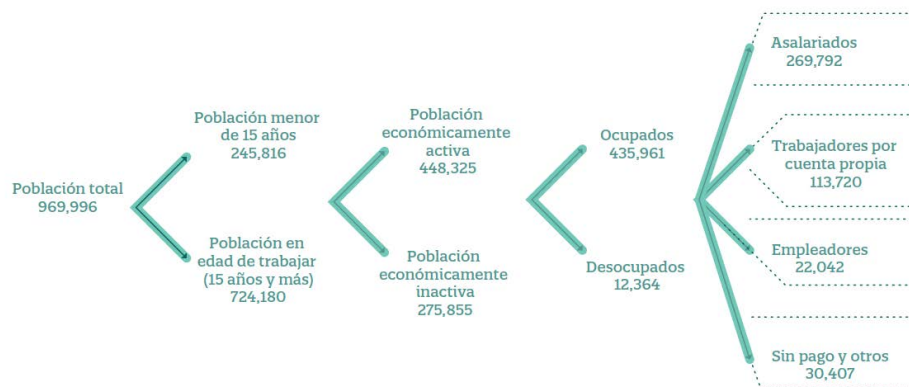 Población total
969,996
Población menor
de 15 años
245,816
Población en
edad de trabajar
(15 años y más)
724,180
Población
económicamente
activa
448,325
Población
económicamente
inactiva
275,855
Ocupados
435,961
Desocupados
12,364
Asalariados
269,792
Trabajadores por
cuenta propia
113,720
Empleadores
22,042
Sin pago y otros
30,407